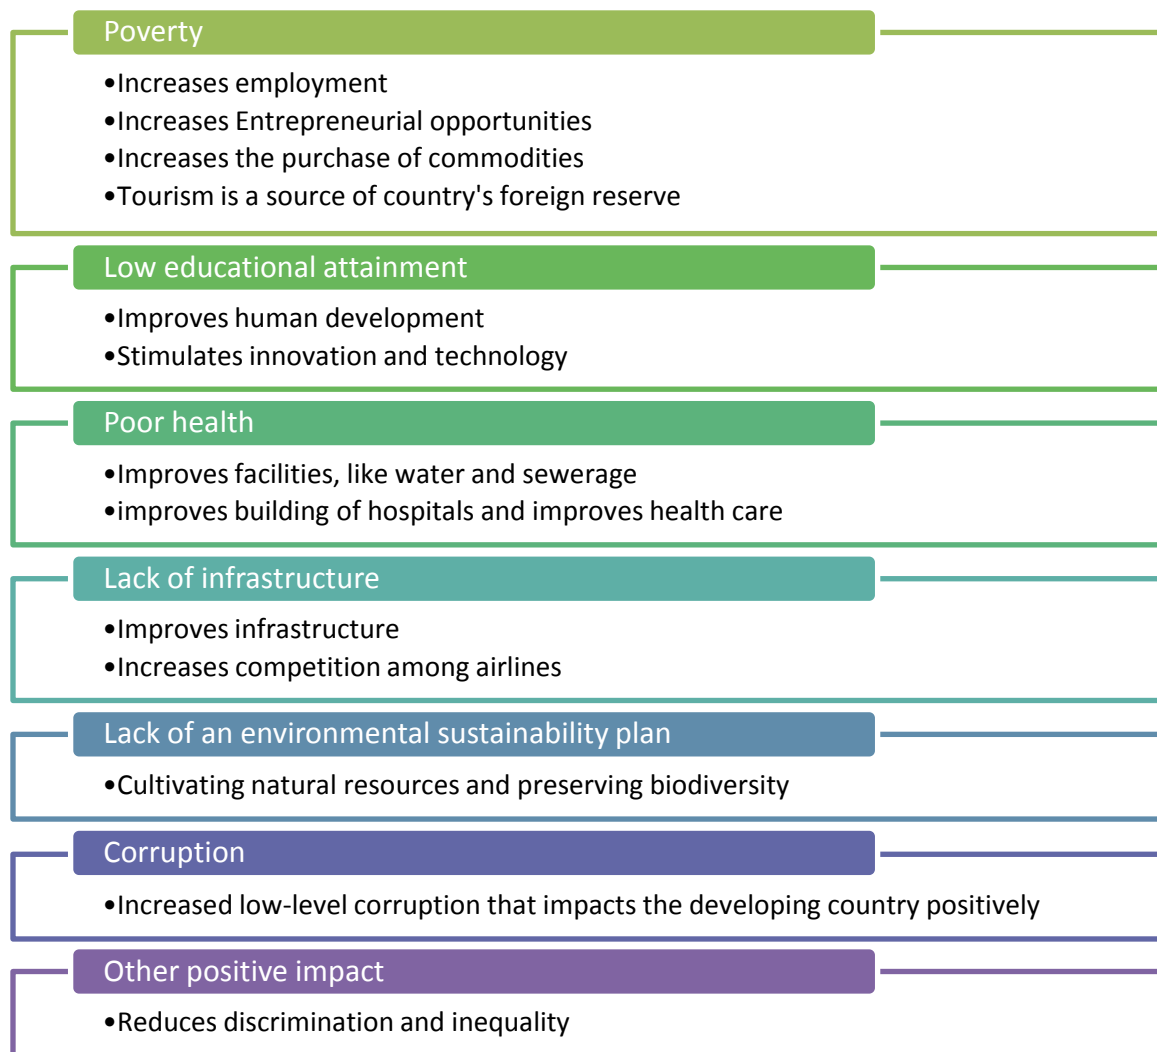 Poverty
•Increases employment
•Increases Entrepreneurial opportunities
•Increases the purchase of commodities
•Tourism is a source of country's foreign reserve
Low educational attainment
•Improves human development
•Stimulates innovation and technology
Poor health
•Improves facilities, like water and sewerage
•improves building of hospitals and improves health care
Lack of infrastructure
•Improves infrastructure
•Increases competition among airlines
Lack of an environmental sustainability plan
•Cultivating natural resources and preserving biodiversity
Corruption
•Increased low-level corruption that impacts the developing country positively
Other positive impact
•Reduces discrimination and inequality